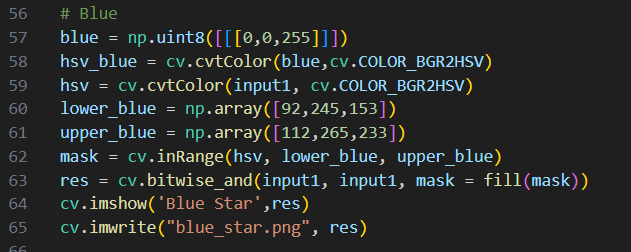 56 # Blue
57 blue = np.uint8([[[0,0,255]]])
58 hsv_blue = cv.cvtColor(blue,cv.COLOR_BGR2HSV)
59 hsv = cv.cvtColor(input1, cv.COLOR_BGR2HSV)
60 lower_blue = np.array([92,245,153])
61 upper_blue = np.array([112,265,233])
62 mask = cv.inRange(hsv, lower_blue, upper_blue)
63 res = cv.bitwise_and(input1, input1, mask = fill(mask))
64 cv.imshow('Blue Star',res)
65 cv.imwrite("blue_star.png", res)
66